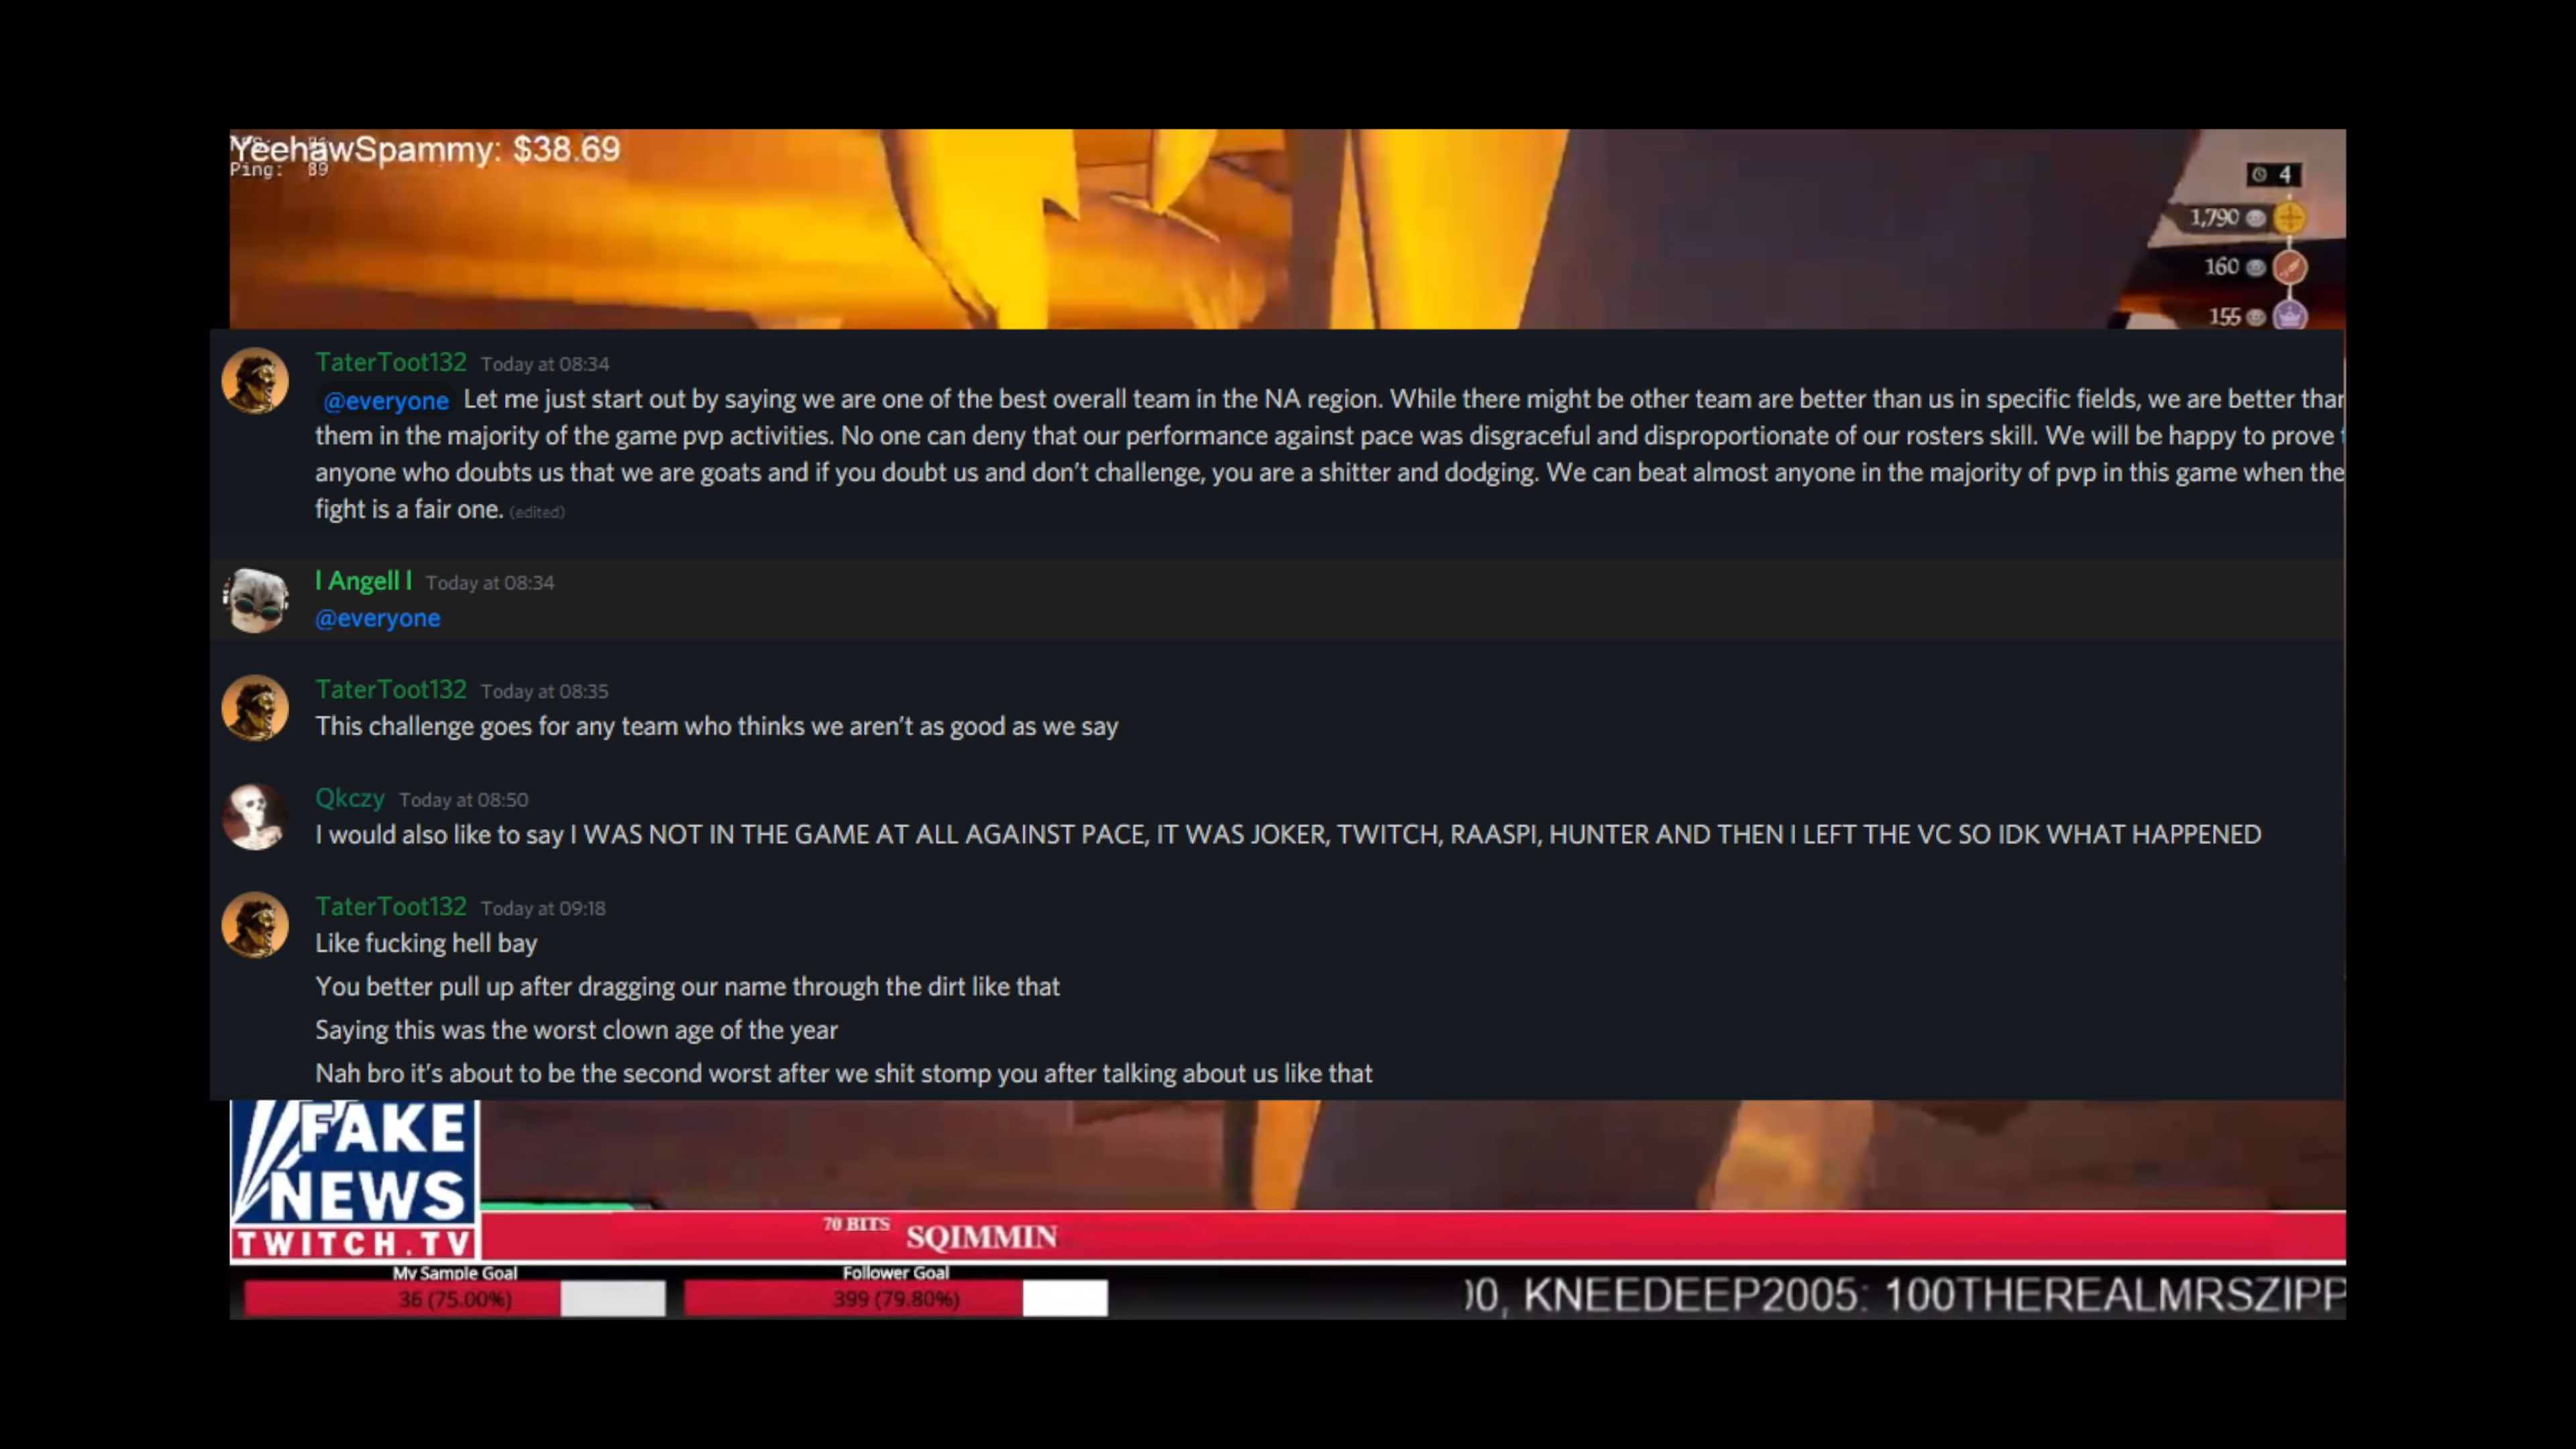 YeehawSpammy: $38.69
Ping: 89
4
1,790
160
155
TaterToot132 Today at 08:34
@everyone Let me just start out by saying we are one of the best overall team in the NA region. While there might be other team are better than us in specific fields, we are better than
them in the majority of the game pvp activities. No one can deny that our performance against pace was disgraceful and disproportionate of our rosters skill. We will be happy to prove
anyone who doubts us that we are goats and if you doubt us and don't challenge, you are a shitter and dodging. We can beat almost anyone in the majority of pvp in this game when the
fight is a fair one. (edited)
l Angell l Today at 08:34
@everyone
TaterToot132 Today at 08:35
This challenge goes for any team who thinks we aren't as good as we say
Qkczy Today at 08:50
I would also like to say I WAS NOT IN THE GAME AT ALL AGAINST PACE, IT WAS JOKER, TWITCH, RAASPI, HUNTER AND THEN I LEFT THE VC SO IDK WHAT HAPPENED
TaterToot132 Today at 09:18
Like fucking hell bay
You better pull up after dragging our name through the dirt like that
Saying this was the worst clown age of the year
Nah bro it's about to be the second worst after we shit stomp you after talking about us like that
FAKE
NEWS
TWITCH.TV
70 BITS SQIMMIN
My Sample Goal
36 (75.00%)
Follower Goal
399 (79.80%)
0, KNEEDEEP2005: 100THEREALMRSZIPP